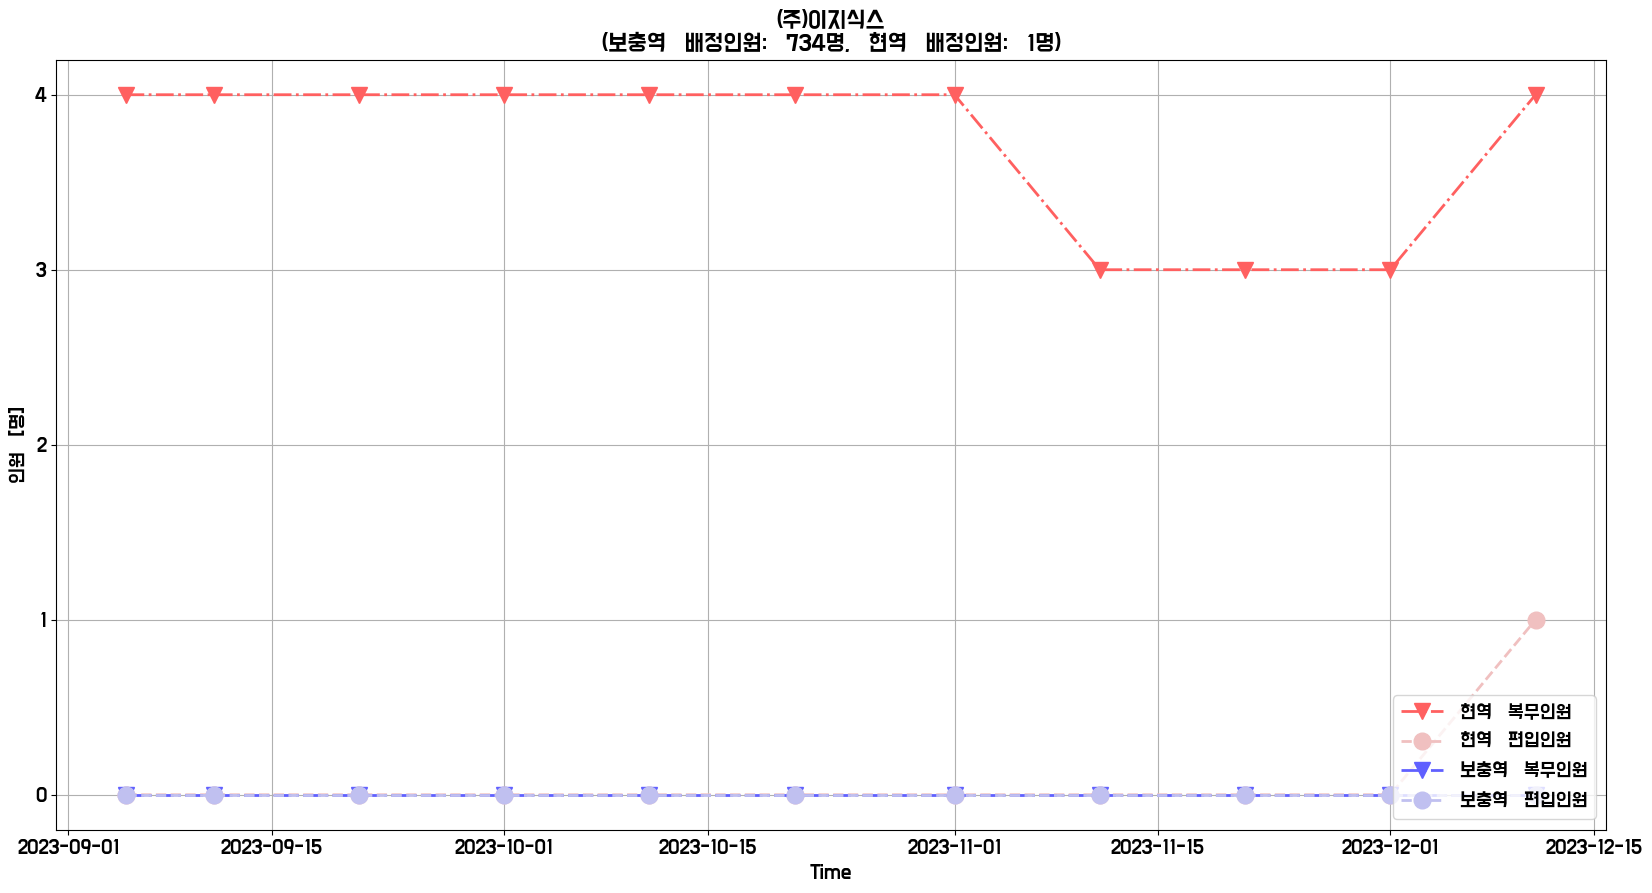 (주)이지식스
(보충역 배정인원: 734명, 현역 배정인원: 1명)
4
3
2
1
0
인원 [명]
현역 복무인원
현역 편입인원
보충역 복무인원
보충역 편입인원
2023-09-01 2023-09-15 2023-10-01 2023-10-15 2023-11-01 2023-11-15 2023-12-01 2023-12-15
Time